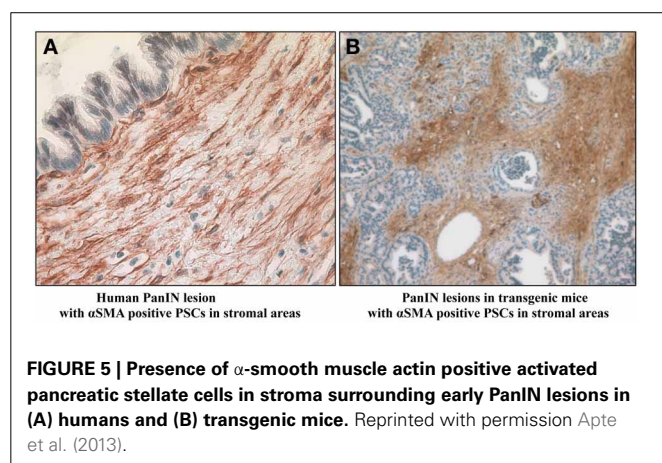 A
B
Human PanIN lesion
with αSMA positive PSCs in stromal areas
PanIN lesions in transgenic mice
with αSMA positive PSCs in stromal areas
FIGURE 5 | Presence of α-smooth muscle actin positive activated
pancreatic stellate cells in stroma surrounding early PanIN lesions in
(A) humans and (B) transgenic mice. Reprinted with permission Apte
et al. (2013).